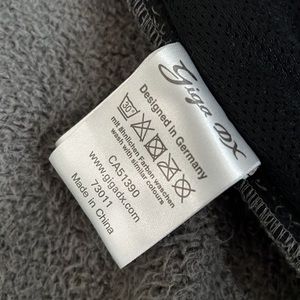 Giga DX
Designed in Germany
30°
mit ähnlichen Farben waschen
wash with similar colours
CA51390
www.gigadx.com
73011
Made in China